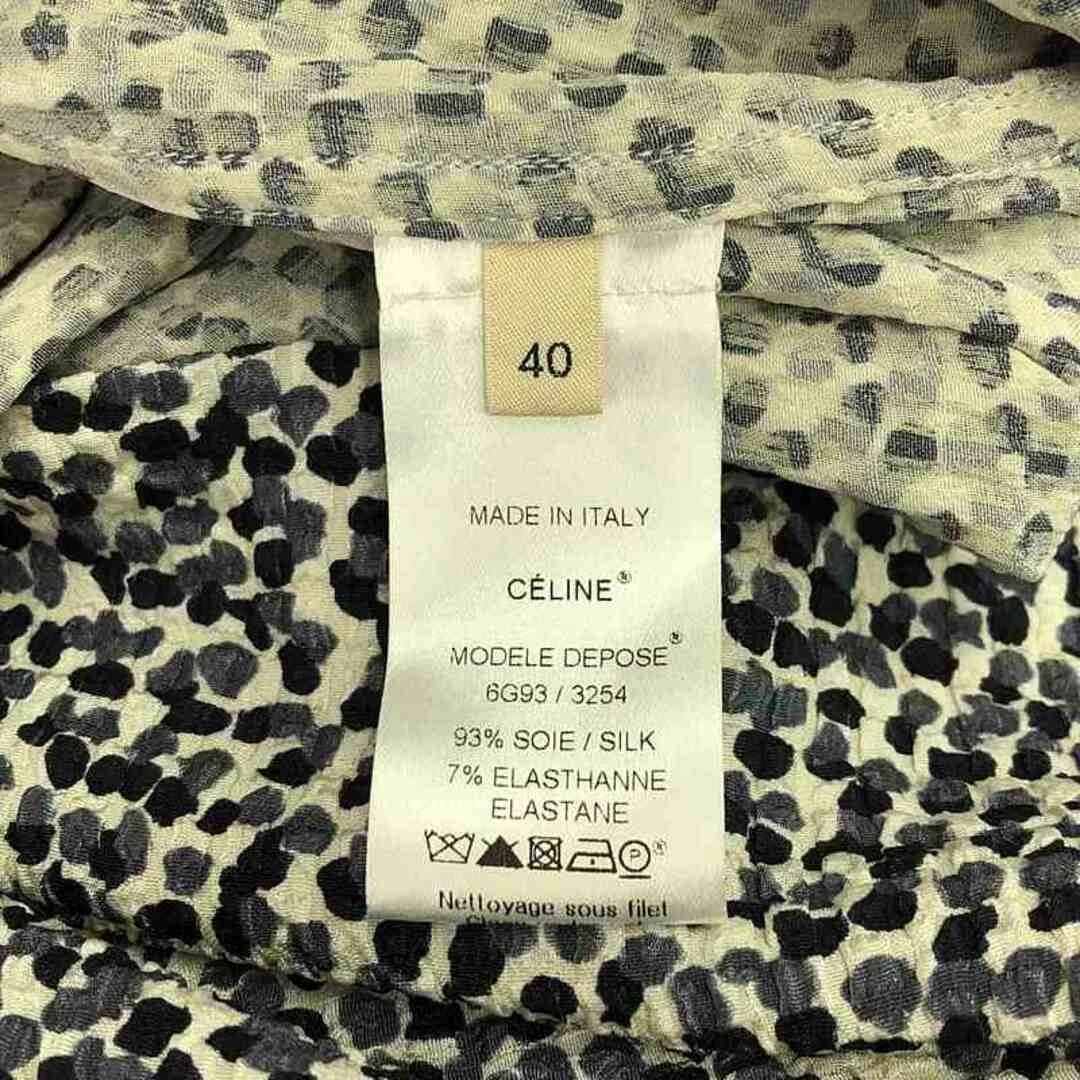 40
MADE IN ITALY
CÉLINE®
MODELE DEPOSE®
6G93 / 3254
93% SOIE / SILK
7% ELASTHANNE
ELASTANE
P®
Nettoyage sous filet